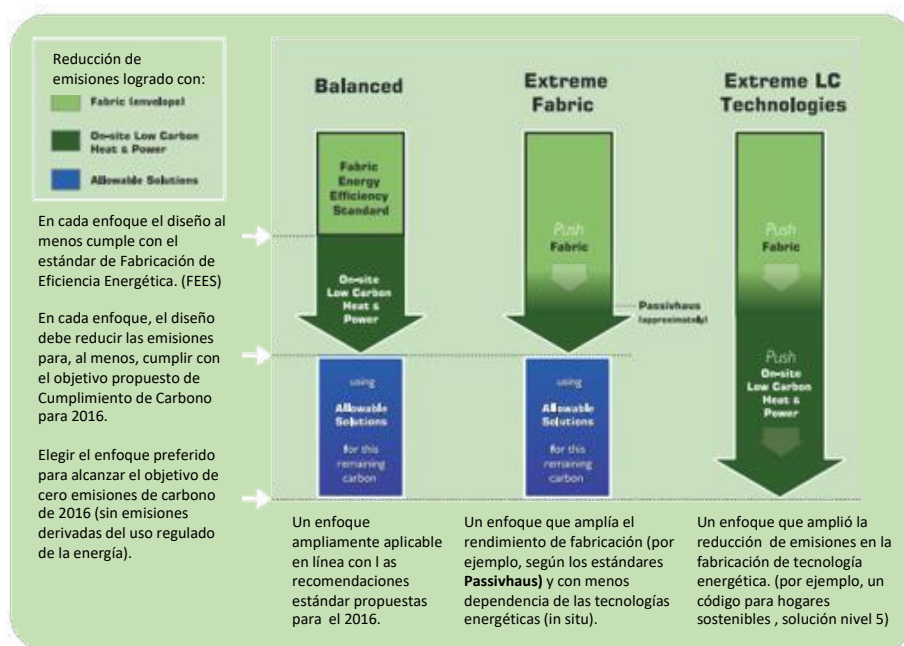 Reducción de
emisiones logrado con:
Fabric (envelope)
On-site Low Carbon
Heat & Power
Allowable Solutions
En cada enfoque el diseño al
menos cumple con el
estándar de Fabricación de
Eficiencia Energética. (FEES)
En cada enfoque, el diseño
debe reducir las emisiones
para, al menos, cumplir con
el objetivo propuesto de
Cumplimiento de Carbono
para 2016.
Elegir el enfoque preferido
para alcanzar el objetivo de
cero emisiones de carbono
de 2016 (sin emisiones
derivadas del uso regulado
de la energía).
Balanced
Fabric
Energy
Efficiency
Standard
On-site
Low Carbon
Heat &
Power
using
Allowable
Solutions
for this
remaining
carbon
Un enfoque
ampliamente aplicable
en línea con l as
recomendaciones
estándar propuestas
para el 2016.
Extreme
Fabric
Push
Fabric
Passivhaus
(approximately)
using
Allowable
Solutions
for this
remaining
carbon
Un enfoque que amplía el
rendimiento de fabricación (por
ejemplo, según los estándares
Passivhaus) y con menos
dependencia de las tecnologías
energéticas (in situ).
Extreme LC
Technologies
Push
Fabric
Push
On-site
Low Carbon
Heat &
Power
Un enfoque que amplió la
reducción de emisiones en la
fabricación de tecnología
energética. (por ejemplo, un
código para hogares
sostenibles , solución nivel 5)